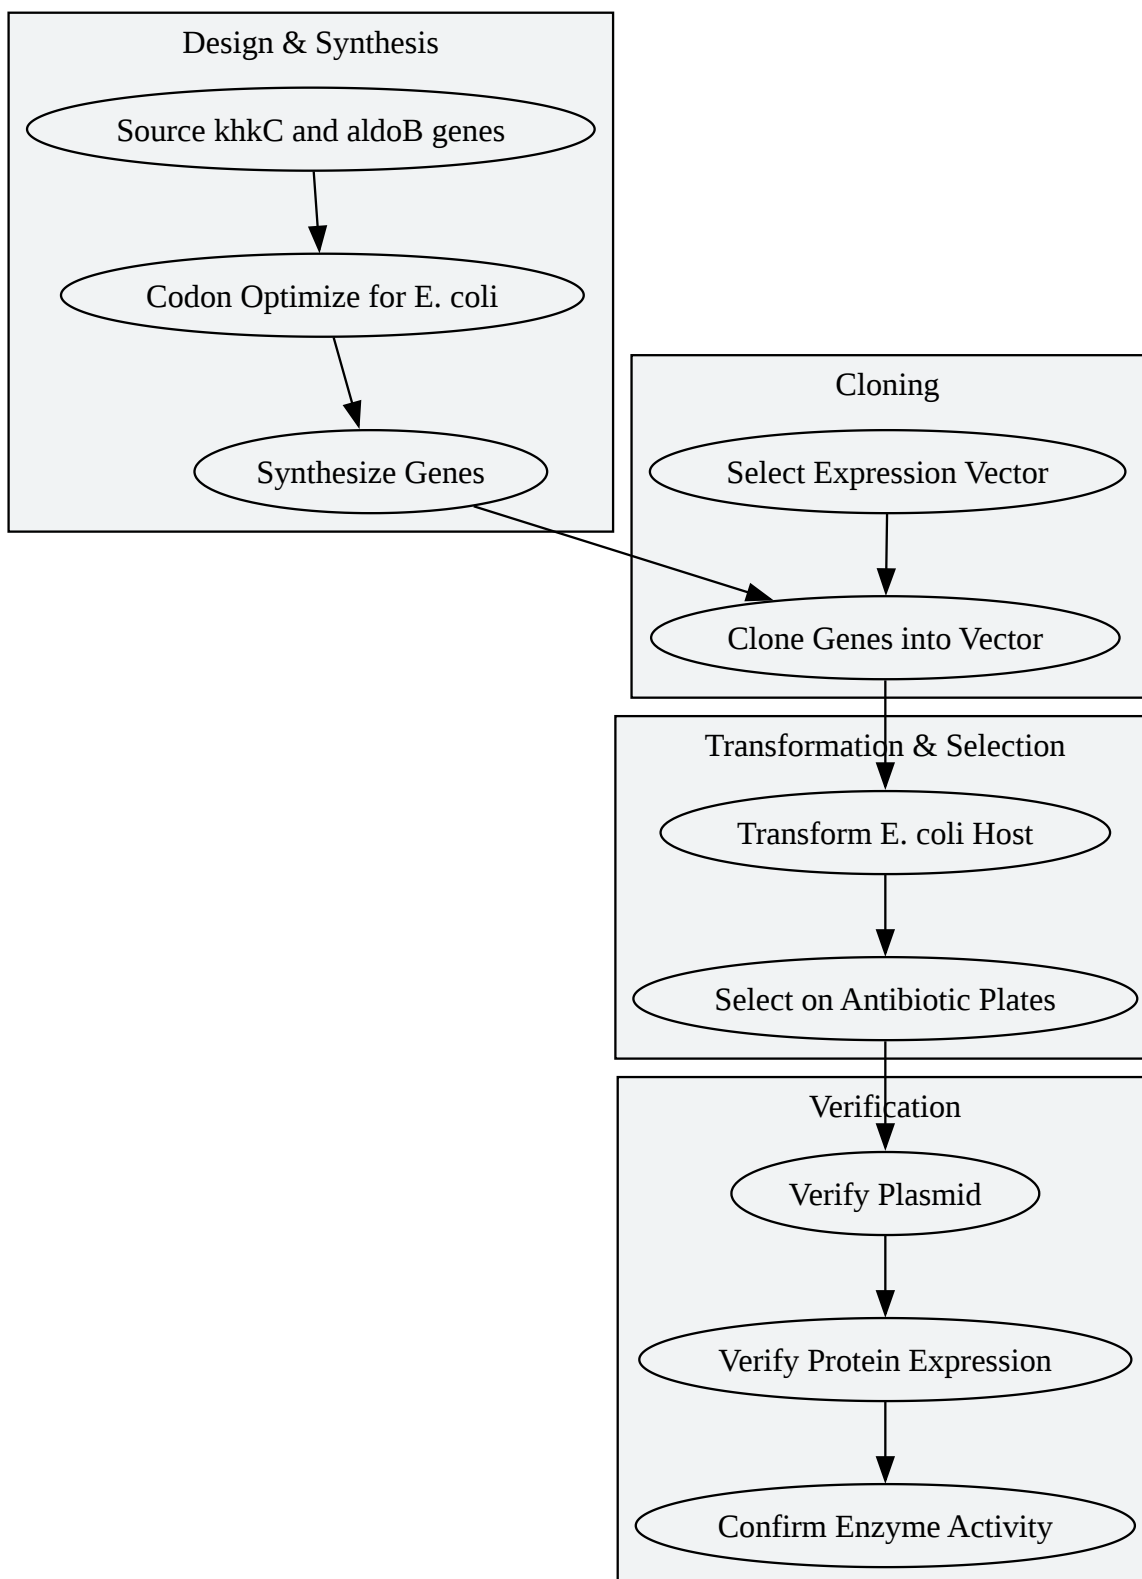 Design & Synthesis
Source khkC and aldoB genes
Codon Optimize for E. coli
Synthesize Genes
Cloning
Select Expression Vector
Clone Genes into Vector
Transformation & Selection
Transform E. coli Host
Select on Antibiotic Plates
Verification
Verify Plasmid
Verify Protein Expression
Confirm Enzyme Activity